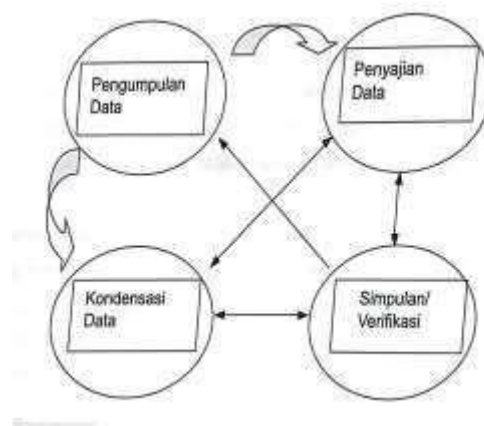 Pengumpulan
Data
Penyajian
Data
Kondensasi
Data
Simpulan/
Verifikasi